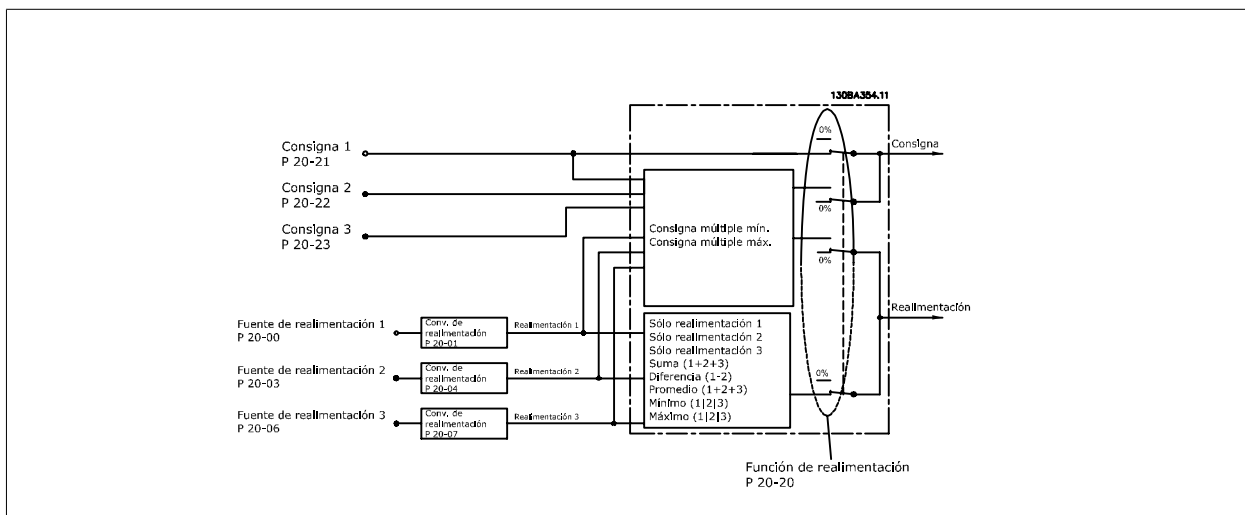 130BA354.11
Consigna 1
P 20-21
Consigna 2
P 20-22
Consigna 3
P 20-23
0%
Consigna
0%
Consigna múltiple mín.
Consigna múltiple máx.
0%
Realimentación
Fuente de realimentación 1
P 20-00
Conv. de
realimentación
P 20-01
Realimentación 1
Fuente de realimentación 2
P 20-03
Conv. de
realimentación
P 20-04
Realimentación 2
Fuente de realimentación 3
P 20-06
Conv. de
realimentación
P 20-07
Realimentación 3
Sólo realimentación 1
Sólo realimentación 2
Sólo realimentación 3
Suma (1+2+3)
Diferencia (1-2)
Promedio (1+2+3)
Mínimo (1|2|3)
Máximo (1|2|3)
0%
Función de realimentación
P 20-20